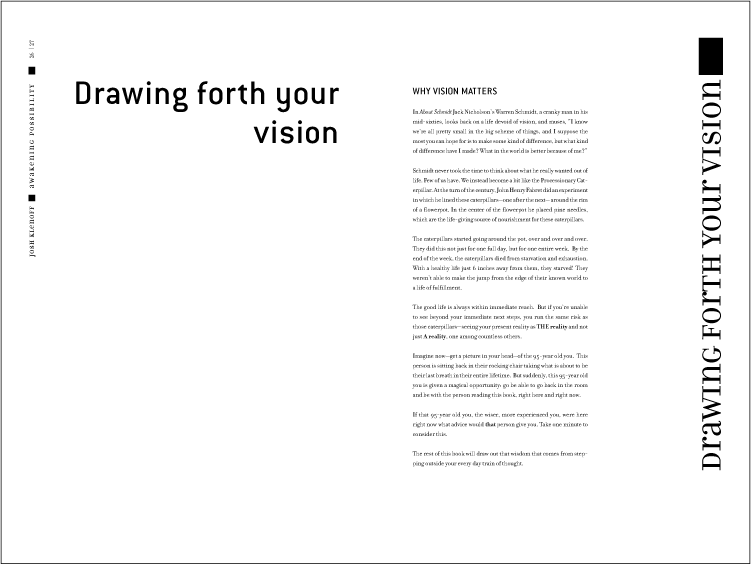 26 | 27
JOSH KLENOFF ■ awakening POSSIBILITY
Drawing forth your
vision
WHY VISION MATTERS
In About Schmidt Jack Nicholson's Warren Schmidt, a cranky man in his
mid-sixties, looks back on a life devoid of vision, and muses, "I know
we're all pretty small in the big scheme of things, and I suppose the
most you can hope for is to make some kind of difference, but what kind
of difference have I made? What in the world is better because of me?"
Schmidt never took the time to think about what he really wanted out of
life. Few of us have. We instead become a bit like the Processionary Cat-
erpillar. At the turn of the century, John Henry Fabret did an experiment
in which he lined these caterpillars—one after the next—around the rim
of a flowerpot. In the center of the flowerpot he placed pine needles,
which are the life-giving source of nourishment for these caterpillars.
The caterpillars started going around the pot, over and over and over.
They did this not just for one full day, but for one entire week. By the
end of the week, the caterpillars died from starvation and exhaustion.
With a healthy life just 6 inches away from them, they starved! They
weren't able to make the jump from the edge of their known world to
a life of fulfillment.
The good life is always within immediate reach. But if you're unable
to see beyond your immediate next steps, you run the same risk as
those caterpillars—seeing your present reality as THE reality and not
just A reality, one among countless others.
Imagine now—get a picture in your head—of the 95-year old you. This
person is sitting back in their rocking chair taking what is about to be
their last breath in their entire lifetime. But suddenly, this 95-year old
you is given a magical opportunity: go be able to go back in the room
and be with the person reading this book, right here and right now.
If that 95-year old you, the wiser, more experienced you, were here
right now what advice would that person give you. Take one minute to
consider this.
The rest of this book will draw out that wisdom that comes from step-
ping outside your every day train of thought.
DrawING FORTH YOUr VISION